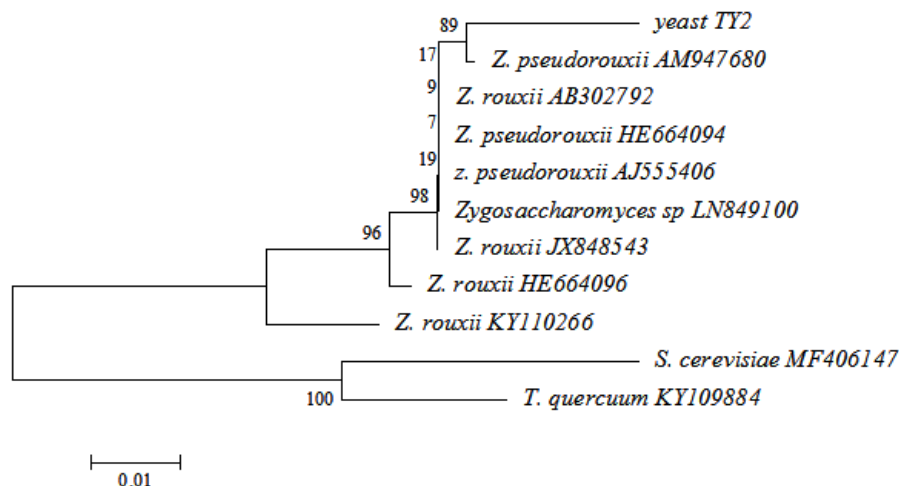 89
yeast TY2
17
Z. pseudorouxii AM947680
9
Z. rouxii AB302792
7
Z. pseudorouxii HE664094
19
z. pseudorouxii AJ555406
98
Zygosaccharomyces sp LN849100
96
Z. rouxii JX848543
Z. rouxii HE664096
Z. rouxii KY110266
S. cerevisiae MF406147
100
T. quercuum KY109884
0.01